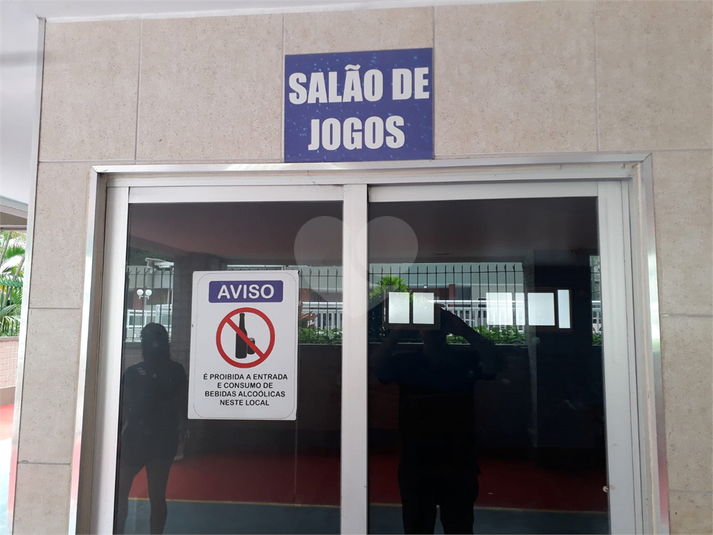 SALÃO DE
JOGOS
AVISO
É PROIBIDA A ENTRADA
E CONSUMO DE
BEBIDAS ALCOÓLICAS
NESTE LOCAL